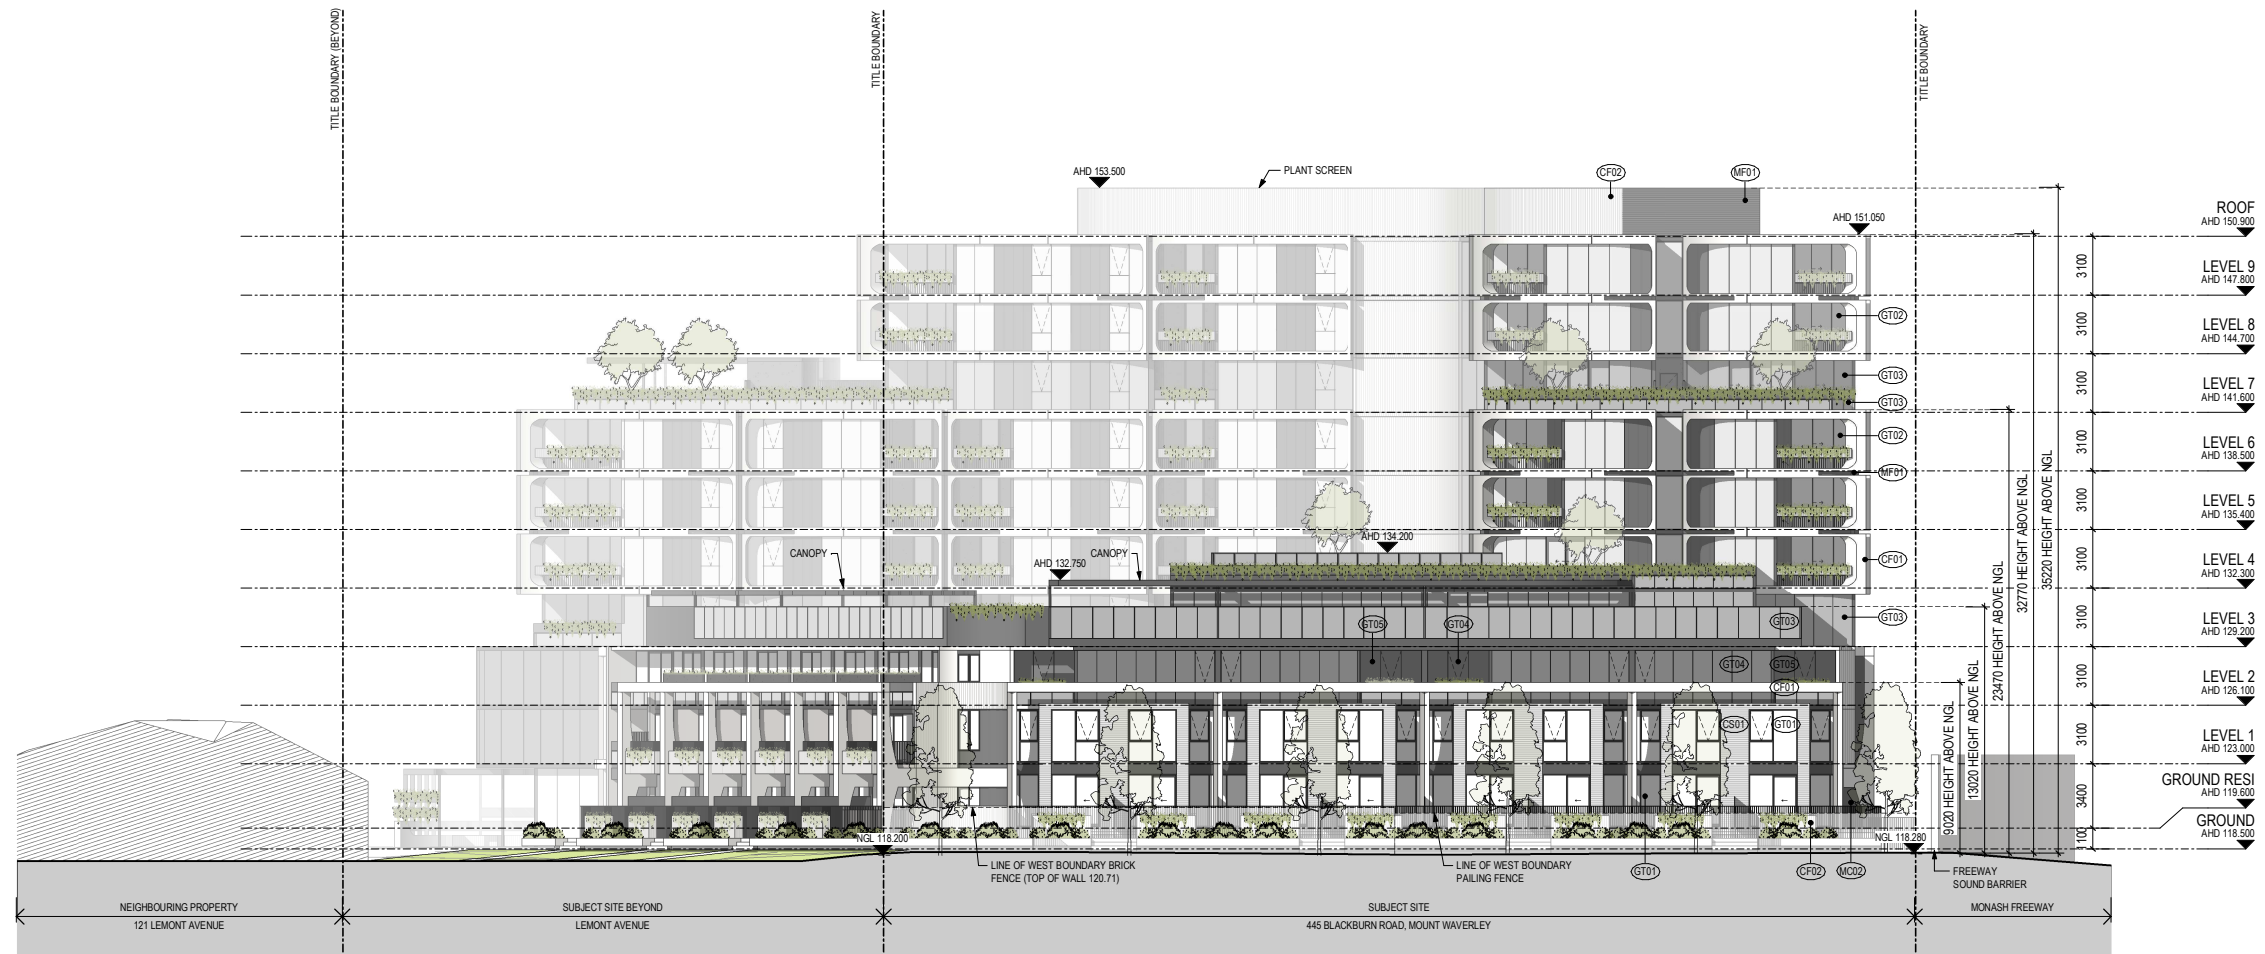 TITLE BOUNDARY (BEYOND)
TITLE BOUNDARY
TITLE BOUNDARY
AHD 153.500
PLANT SCREEN
CF02
MF01
AHD 151.050
ROOF
AHD 150.900
3100
LEVEL 9
AHD 147.800
GT02
3100
LEVEL 8
AHD 144.700
GT03
3100
GT03
LEVEL 7
AHD 141.600
GT02
3100
LEVEL 6
AHD 138.500
MF01
3100
LEVEL 5
AHD 135.400
AHD 134.200
CANOPY
CANOPY
AHD 132.750
CF01
3100
LEVEL 4
AHD 132.300
GT05
GT04
GT03
GT03
3100
LEVEL 3
AHD 129.200
GT04
GT05
CF01
3100
LEVEL 2
AHD 126.100
CS01
GT01
3100
LEVEL 1
AHD 123.000
3400
GROUND RESI
AHD 119.600
1100
GROUND
AHD 118.500
9020 HEIGHT ABOVE NGL
13020 HEIGHT ABOVE NGL
23470 HEIGHT ABOVE NGL
32770 HEIGHT ABOVE NGL
35220 HEIGHT ABOVE NGL
NGL 118.200
NGL 118.280
LINE OF WEST BOUNDARY BRICK
FENCE (TOP OF WALL 120.71)
LINE OF WEST BOUNDARY
PAILING FENCE
GT01
CF02
MC02
FREEWAY
SOUND BARRIER
NEIGHBOURING PROPERTY
121 LEMONT AVENUE
SUBJECT SITE BEYOND
LEMONT AVENUE
SUBJECT SITE
445 BLACKBURN ROAD, MOUNT WAVERLEY
MONASH FREEWAY